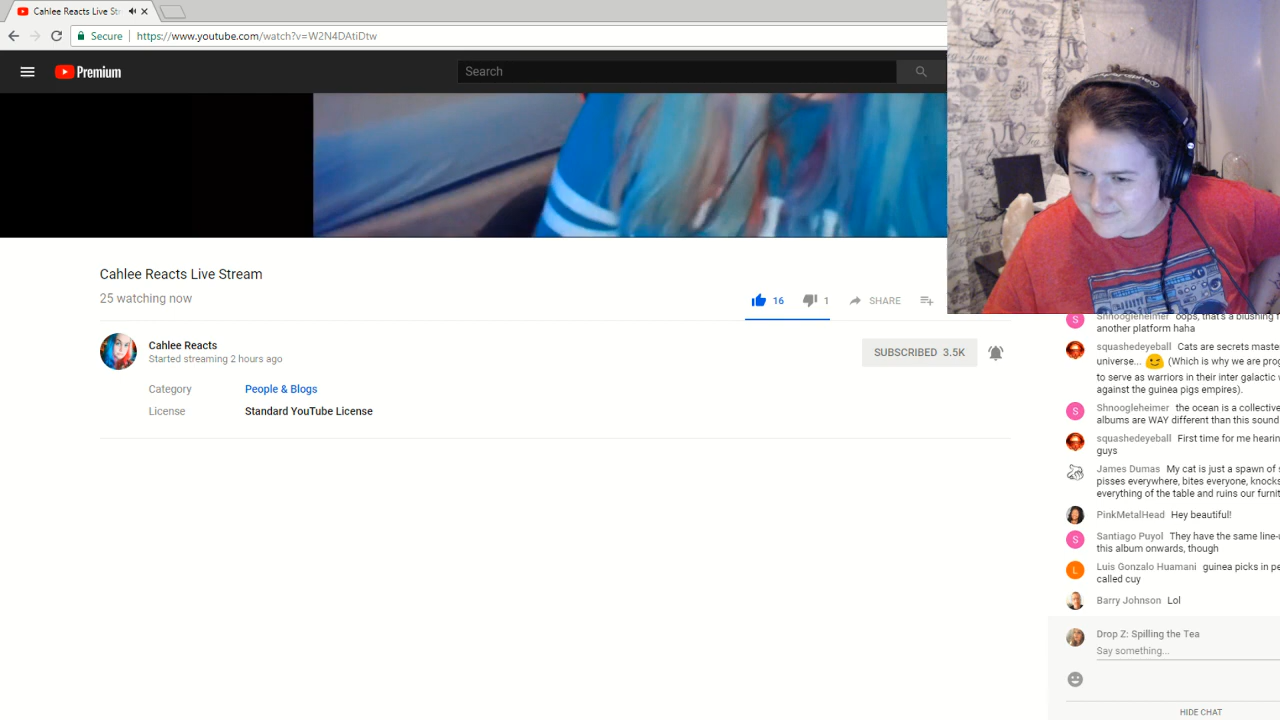 Cahlee Reacts Live Str
Secure
https://www.youtube.com/watch?v=W2N4DAtiDtw
Premium
Search
Cahlee Reacts Live Stream
25 watching now
16
1
SHARE
Cahlee Reacts
Started streaming 2 hours ago
SUBSCRIBED 3.5K
Category People & Blogs
License Standard YouTube License
Shnoogleheimer oops, that's a blushing
another platform haha
squashedeyeball Cats are secrets maste
universe... (Which is why we are pro
to serve as warriors in their inter galactic
against the guinea pigs empires).
Shnoogleheimer the ocean is a collective
albums are WAY different than this sound
squashedeyeball First time for me hearin
guys
James Dumas My cat is just a spawn of s
pisses everywhere, bites everyone, knocks
everything of the table and ruins our furnit
PinkMetalHead Hey beautiful!
Santiago Puyol They have the same line-
this album onwards, though
Luis Gonzalo Huamani guinea picks in pe
called cuy
Barry Johnson Lol
Drop Z: Spilling the Tea
Say something...
HIDE CHAT
S
S
S
L